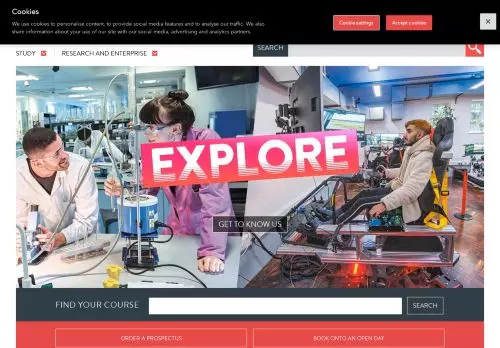 Cookies
We use cookies to personalise content, to provide social media features and to analyse our traffic. We also
share information about your use of our site with our social media, advertising and analytics partners.
Cookie settings
Accept cookies
STUDY
RESEARCH AND ENTERPRISE
SEARCH
EXPLORE
GET TO KNOW US
FIND YOUR COURSE
SEARCH
ORDER A PROSPECTUS
BOOK ONTO AN OPEN DAY